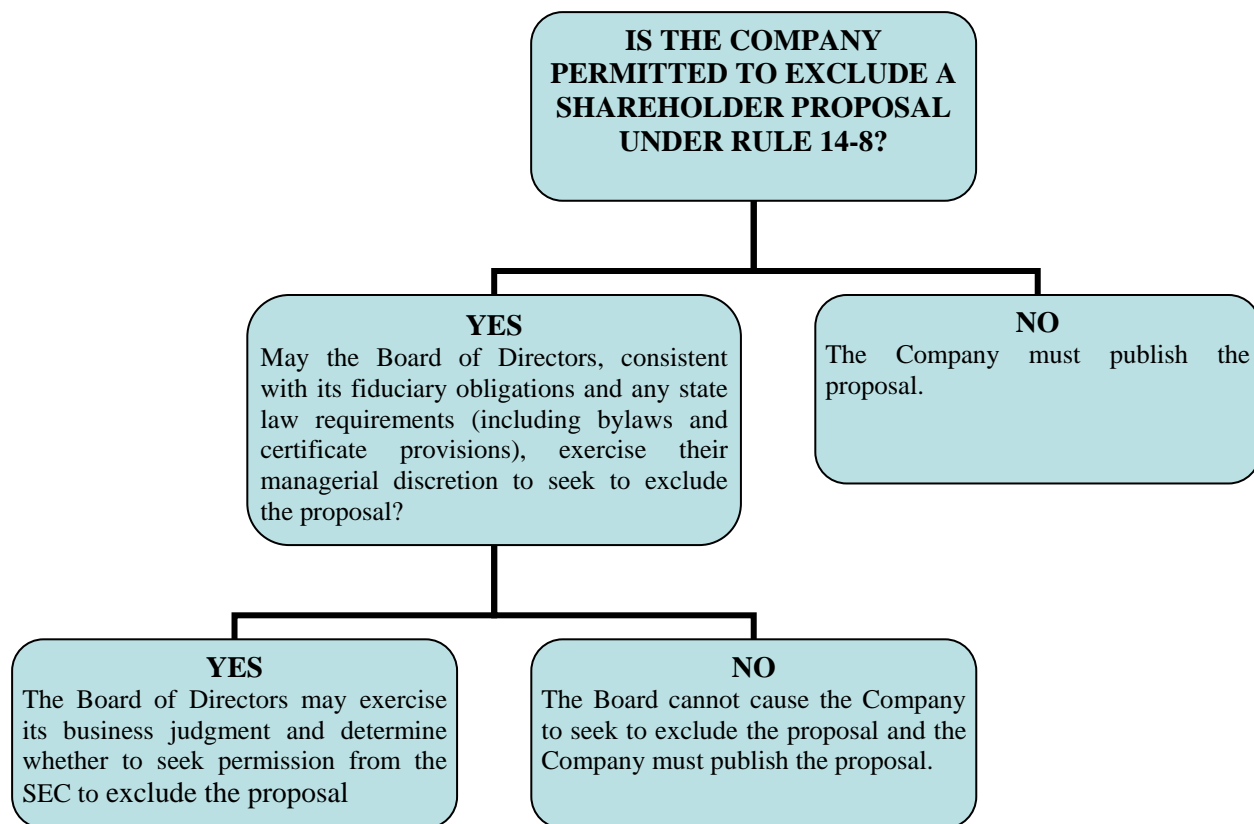 IS THE COMPANY
PERMITTED TO EXCLUDE A
SHAREHOLDER PROPOSAL
UNDER RULE 14-8?
YES
May the Board of Directors, consistent
with its fiduciary obligations and any state
law requirements (including bylaws and
certificate provisions), exercise their
managerial discretion to seek to exclude
the proposal?
NO
The Company must publish the
proposal.
YES
The Board of Directors may exercise
its business judgment and determine
whether to seek permission from the
SEC to exclude the proposal
NO
The Board cannot cause the Company
to seek to exclude the proposal and the
Company must publish the proposal.